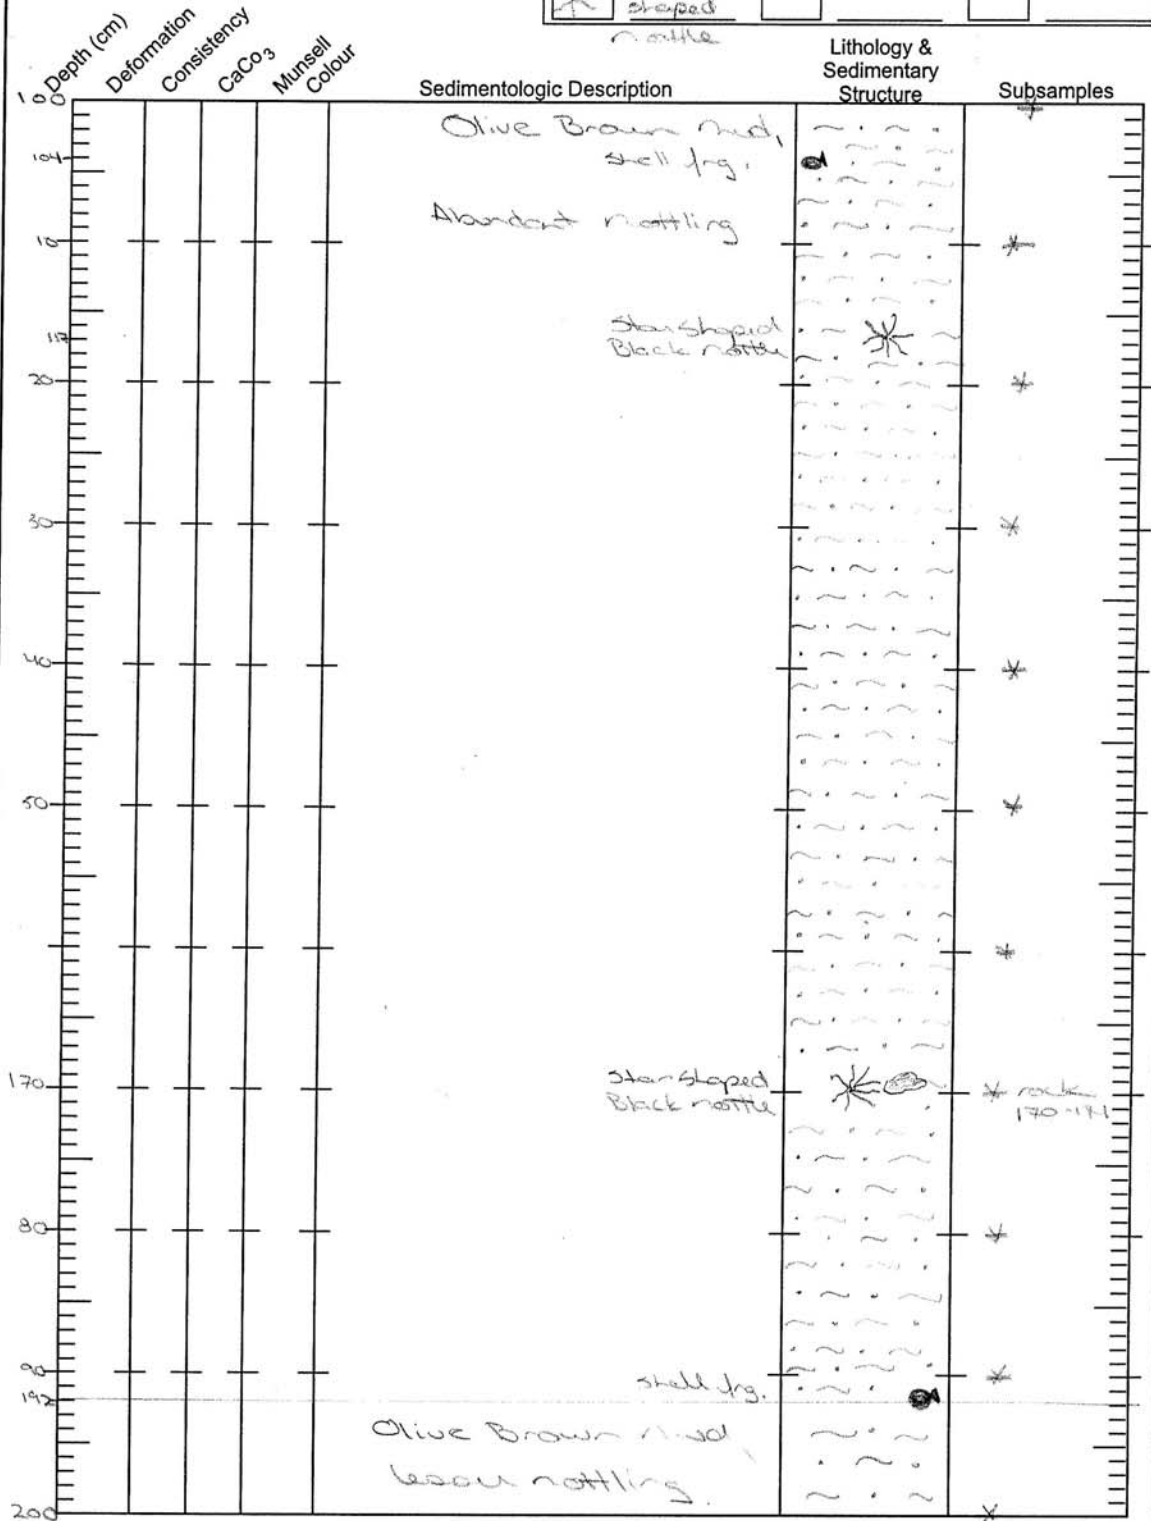 shaped
mottle
Depth (cm)
Deformation
Consistency
CaCo3
Munsell
Colour
Sedimentologic Description
Lithology &
Sedimentary
Structure
Subsamples
100
Olive Brown mud,
104
shell frg.
Abundant mottling
10
Star shaped
117
Black mottle
20
30
40
50
170
Star shaped
Black mottle
rock
170-171
80
90
shell frg.
192
Olive Brown mud
lesser mottling.
200